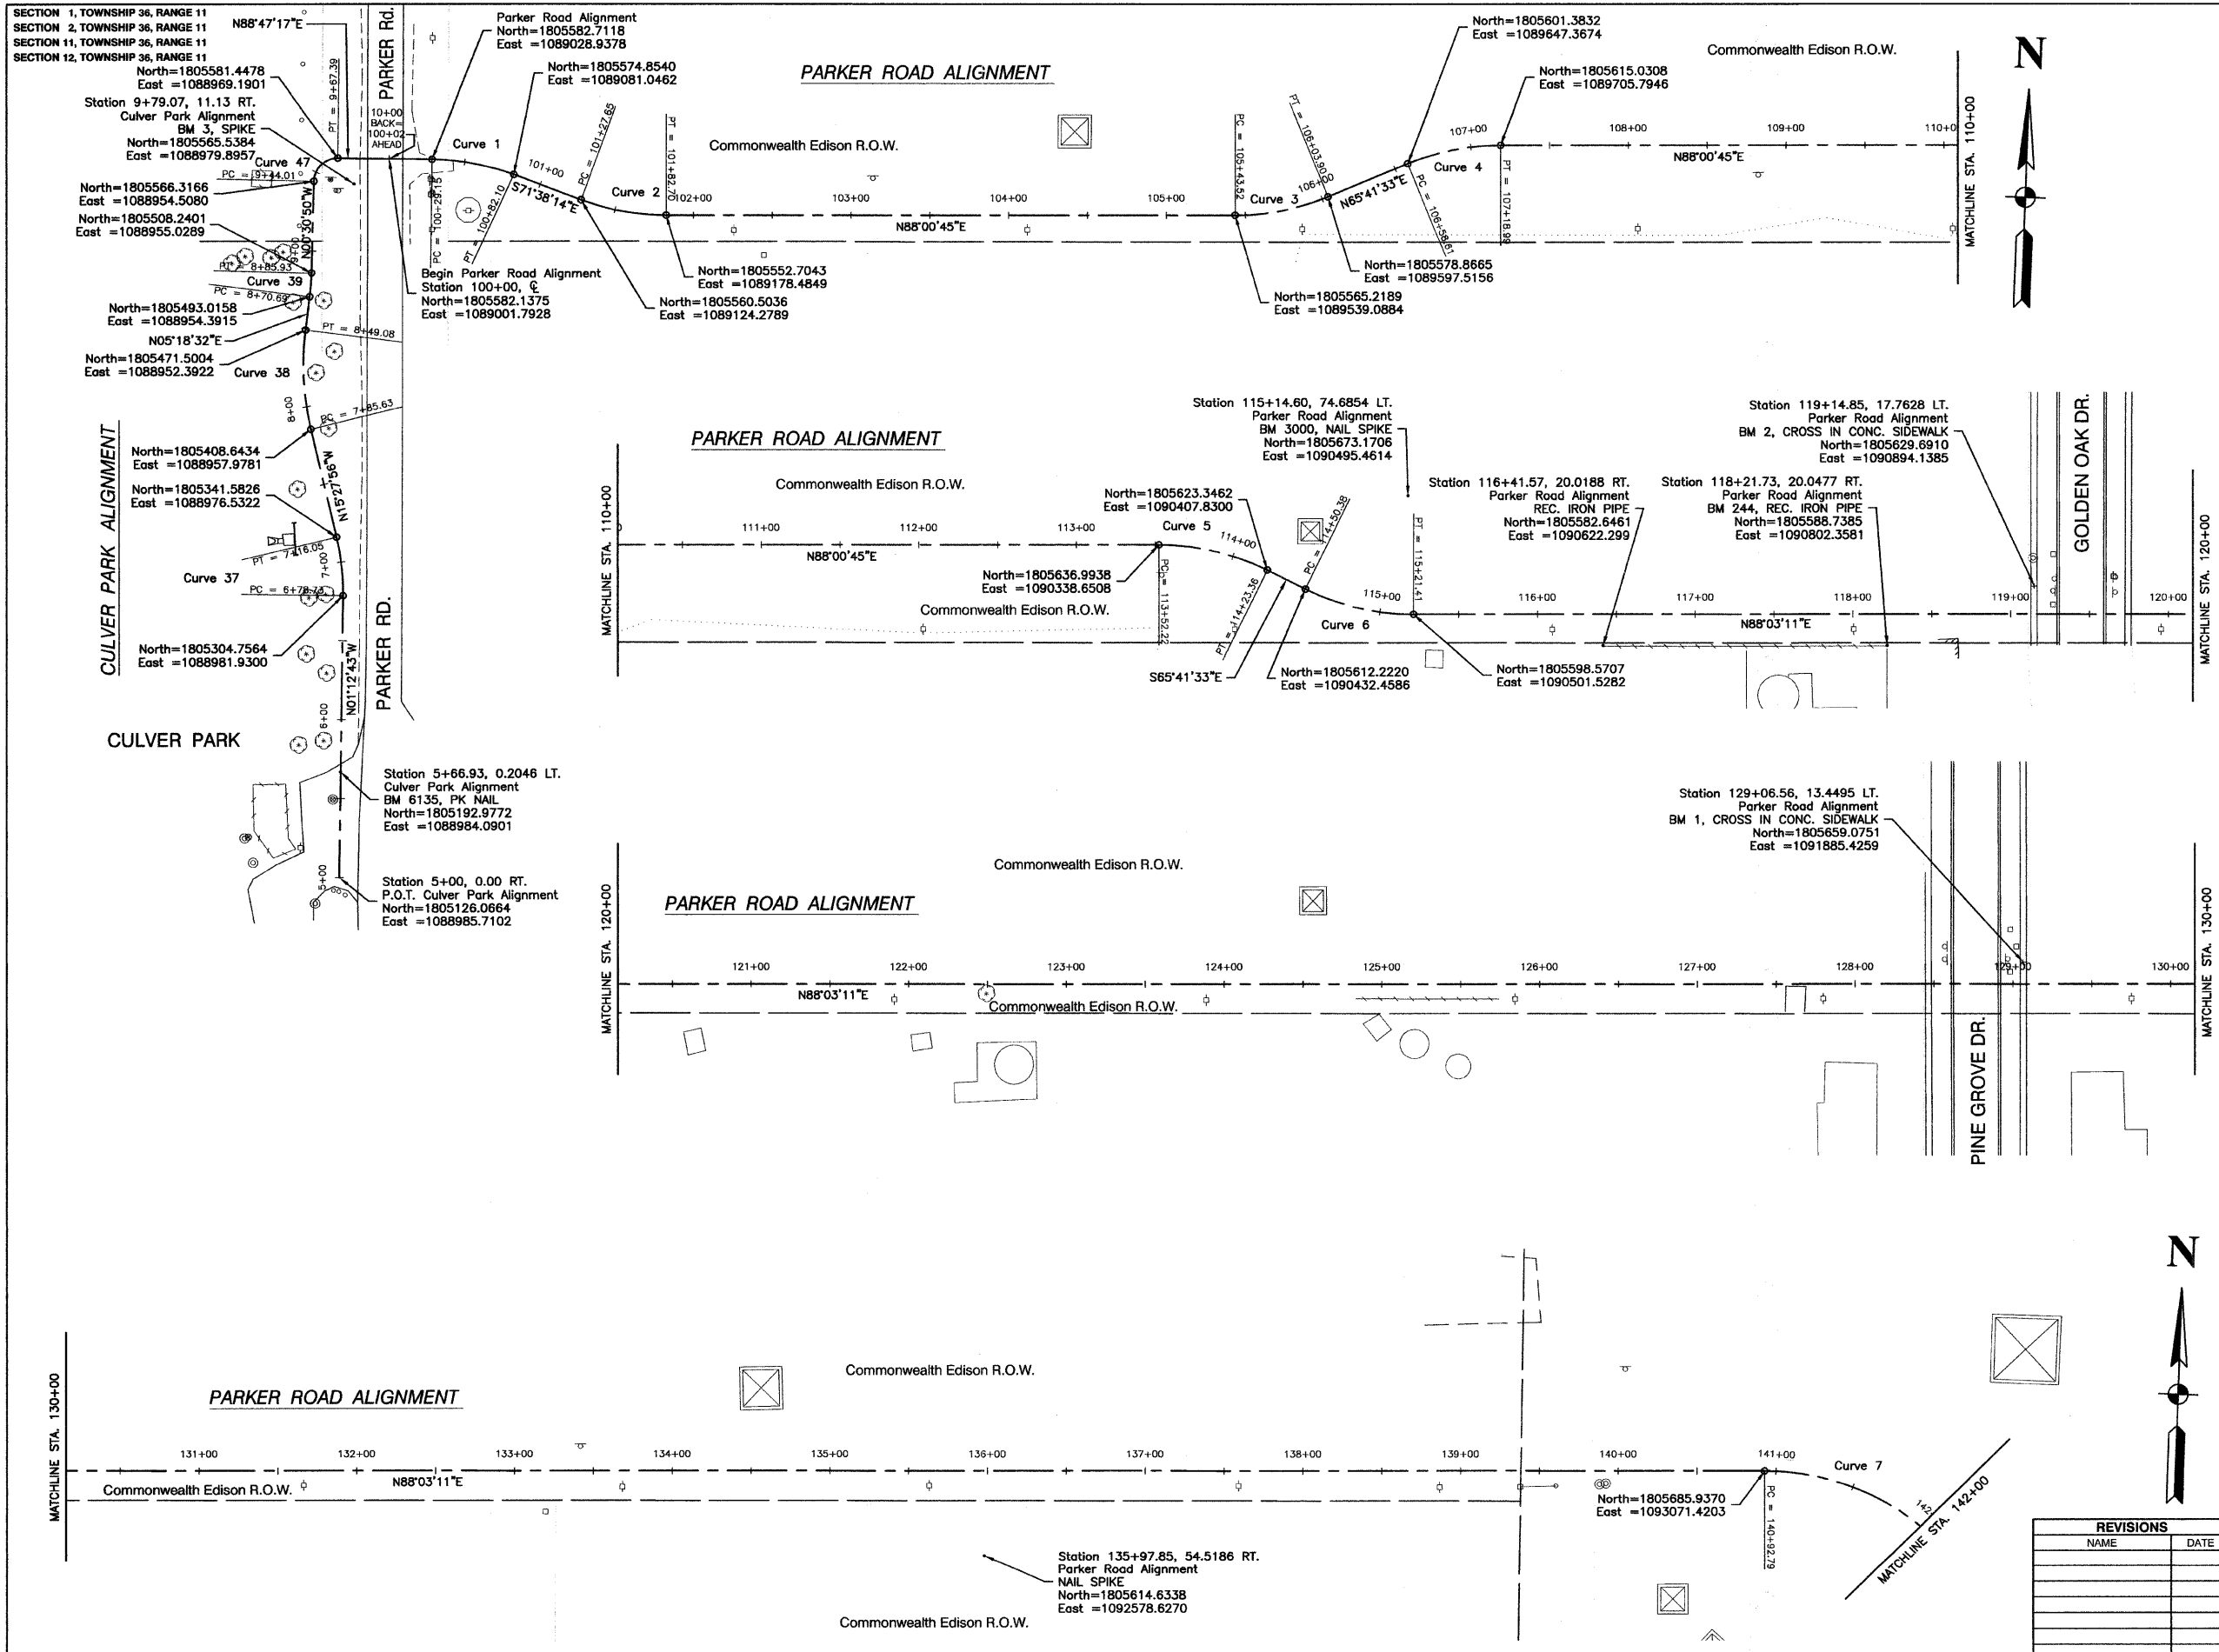 SECTION 1, TOWNSHIP 36, RANGE 11
SECTION 2, TOWNSHIP 36, RANGE 11
SECTION 11, TOWNSHIP 36, RANGE 11
SECTION 12, TOWNSHIP 36, RANGE 11
N88°47'17"E
North=1805581.4478
East =1088969.1901
Station 9+79.07, 11.13 RT.
Culver Park Alignment
BM 3, SPIKE
North=1805565.5384
East =1088979.8957
Curve 47
PC = 9+44.01
PT = 9+67.39
North=1805566.3166
East =1088954.5080
North=1805508.2401
East =1088955.0289
N00°30'50"W
9+00
PT = 8+85.93
Curve 39
PC = 8+70.69
North=1805493.0158
East =1088954.3915
N05°18'32"E
PT = 8+49.08
North=1805471.5004
East =1088952.3922
Curve 38
8+00
PC = 7+85.63
North=1805408.6434
East =1088957.9781
N15°27'56"W
North=1805341.5826
East =1088976.5322
PT = 7+16.05
7+00
Curve 37
PC = 6+78.73
North=1805304.7564
East =1088981.9300
N01°12'43"W
6+00
CULVER PARK ALIGNMENT
CULVER PARK
PARKER Rd.
PARKER RD.
Station 5+66.93, 0.2046 LT.
Culver Park Alignment
BM 6135, PK NAIL
North=1805192.9772
East =1088984.0901
5+00
Station 5+00, 0.00 RT.
P.O.T. Culver Park Alignment
North=1805126.0664
East =1088985.7102
PARKER ROAD ALIGNMENT
10+00
BACK=
100+02
AHEAD
Parker Road Alignment
North=1805582.7118
East =1089028.9378
Curve 1
PC = 100+29.15
North=1805574.8540
East =1089081.0462
PT = 100+82.10
101+00
S71°38'14"E
PC = 101+27.65
Curve 2
PT = 101+82.70
102+00
Commonwealth Edison R.O.W.
103+00
104+00
105+00
N88°00'45"E
Begin Parker Road Alignment
Station 100+00, ℄
North=1805582.1375
East =1089001.7928
North=1805560.5036
East =1089124.2789
North=1805552.7043
East =1089178.4849
PC = 105+43.52
Curve 3
106+00
PT = 106+03.90
N65°41'33"E
PC = 106+58.61
Curve 4
107+00
PT = 107+18.99
North=1805601.3832
East =1089647.3674
North=1805615.0308
East =1089705.7946
Commonwealth Edison R.O.W.
108+00
109+00
110+0
N88°00'45"E
North=1805578.8665
East =1089597.5156
North=1805565.2189
East =1089539.0884
MATCHLINE STA. 110+00
N
PARKER ROAD ALIGNMENT
MATCHLINE STA. 110+00
Commonwealth Edison R.O.W.
111+00
112+00
113+00
N88°00'45"E
Commonwealth Edison R.O.W.
North=1805636.9938
East =1090338.6508
PC = 113+52.22
Curve 5
114+00
North=1805623.3462
East =1090407.8300
PT = 114+23.36
S65°41'33"E
PC = 114+50.38
North=1805612.2220
East =1090432.4586
115+00
Curve 6
PT = 115+21.41
North=1805598.5707
East =1090501.5282
Station 115+14.60, 74.6854 LT.
Parker Road Alignment
BM 3000, NAIL SPIKE
North=1805673.1706
East =1090495.4614
Station 116+41.57, 20.0188 RT.
Parker Road Alignment
REC. IRON PIPE
North=1805582.6461
East =1090622.299
Station 118+21.73, 20.0477 RT.
Parker Road Alignment
BM 244, REC. IRON PIPE
North=1805588.7385
East =1090802.3581
Station 119+14.85, 17.7628 LT.
Parker Road Alignment
BM 2, CROSS IN CONC. SIDEWALK
North=1805629.6910
East =1090894.1385
116+00
117+00
118+00
119+00
120+00
N88°03'11"E
GOLDEN OAK DR.
MATCHLINE STA. 120+00
PARKER ROAD ALIGNMENT
MATCHLINE STA. 120+00
Commonwealth Edison R.O.W.
121+00
122+00
123+00
124+00
125+00
126+00
127+00
128+00
129+00
130+00
N88°03'11"E
Commonwealth Edison R.O.W.
Station 129+06.56, 13.4495 LT.
Parker Road Alignment
BM 1, CROSS IN CONC. SIDEWALK
North=1805659.0751
East =1091885.4259
PINE GROVE DR.
MATCHLINE STA. 130+00
PARKER ROAD ALIGNMENT
MATCHLINE STA. 130+00
Commonwealth Edison R.O.W.
131+00
132+00
133+00
134+00
135+00
136+00
137+00
138+00
139+00
140+00
141+00
142
Commonwealth Edison R.O.W.
N88°03'11"E
Station 135+97.85, 54.5186 RT.
Parker Road Alignment
NAIL SPIKE
North=1805614.6338
East =1092578.6270
Commonwealth Edison R.O.W.
North=1805685.9370
East =1093071.4203
PC = 140+92.79
Curve 7
MATCHLINE STA. 142+00
N
REVISIONS
NAME
DATE